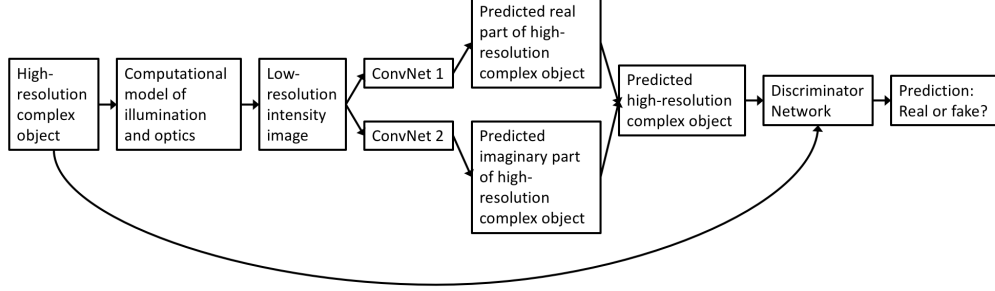 High-
resolution
complex
object
Computational
model of
illumination
and optics
Low-
resolution
intensity
image
ConvNet 1
ConvNet 2
Predicted real
part of high-
resolution
complex object
Predicted
imaginary part
of high-
resolution
complex object
Predicted
high-resolution
complex object
Discriminator
Network
Prediction:
Real or fake?